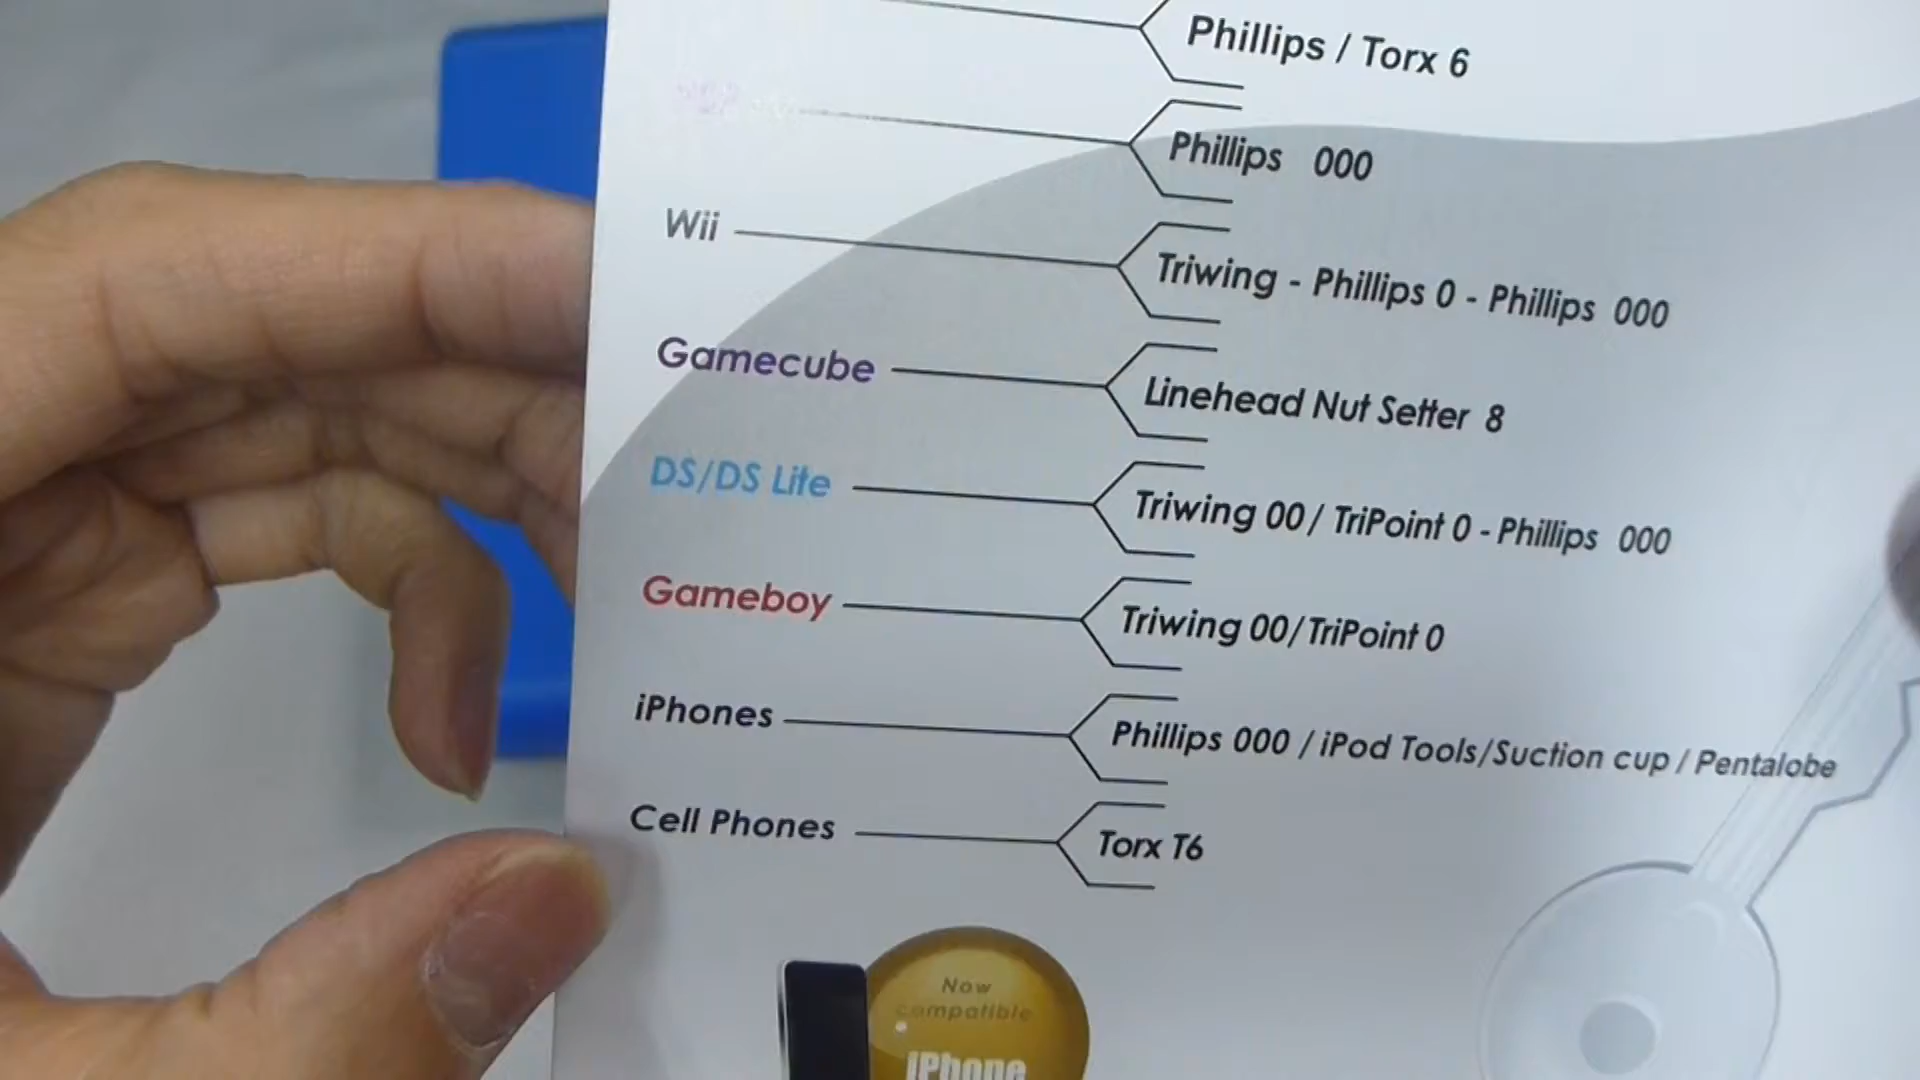 Phillips / Torx 6
Phillips 000
Wii
Triwing - Phillips 0 - Phillips 000
Gamecube
Linehead Nut Setter 8
DS/DS Lite
Triwing 00/ TriPoint 0 - Phillips 000
Gameboy
Triwing 00/TriPoint 0
iPhones
Phillips 000 / iPod Tools/Suction cup / Pentalobe
Cell Phones
Torx T6
Now
compatible
iPhone